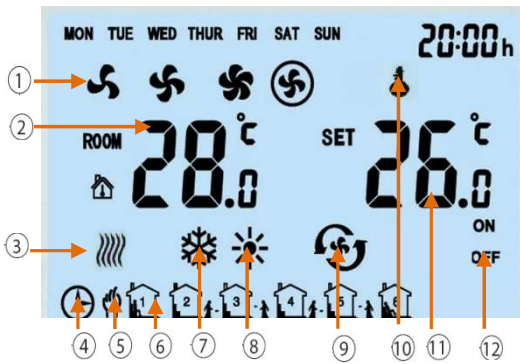 MON TUE WED THUR FRI SAT SUN 20:00h
1
10
2 ROOM 28.0 °C SET 26.0 °C
3
ON
OFF
1 2 3 4 5 6
4 5 6 7 8 9 10 11 12